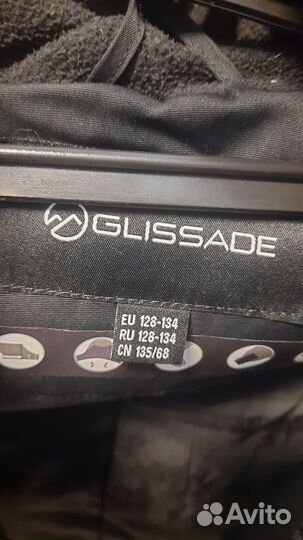 GLISSADE
EU 128-134
RU 128-134
CN 135/68
Avito